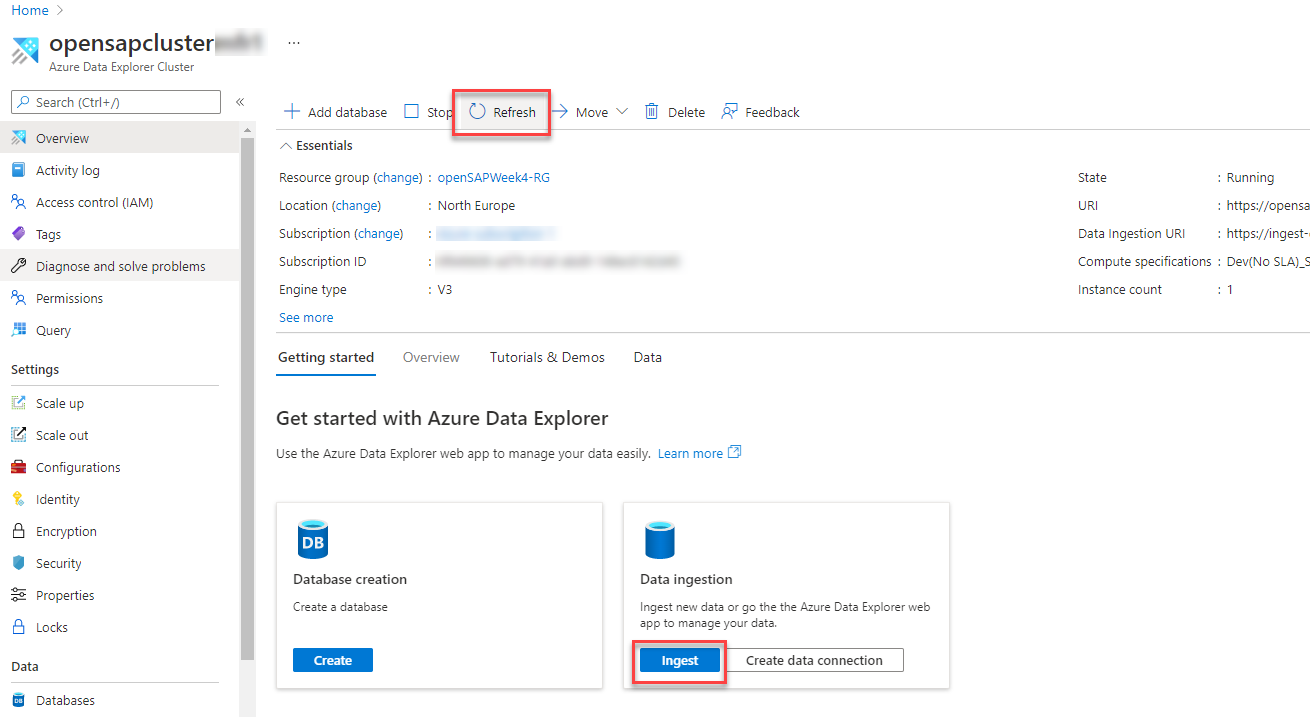 Home
opensapcluster ...
Azure Data Explorer Cluster
Search (Ctrl+/) «
Overview
Activity log
Access control (IAM)
Tags
Diagnose and solve problems
Permissions
Query
Settings
Scale up
Scale out
Configurations
Identity
Encryption
Security
Properties
Locks
Data
Databases
Add database Stop Refresh Move Delete Feedback
Essentials
Resource group (change) : openSAPWeek4-RG
Location (change) : North Europe
Subscription (change) :
Subscription ID :
Engine type : V3
See more
State : Running
URI : https://opensa
Data Ingestion URI : https://ingest-
Compute specifications : Dev(No SLA)_S
Instance count : 1
Getting started Overview Tutorials & Demos Data
Get started with Azure Data Explorer
Use the Azure Data Explorer web app to manage your data easily. Learn more
DB
Database creation
Create a database
Create
Data ingestion
Ingest new data or go the the Azure Data Explorer web
app to manage your data.
Ingest Create data connection